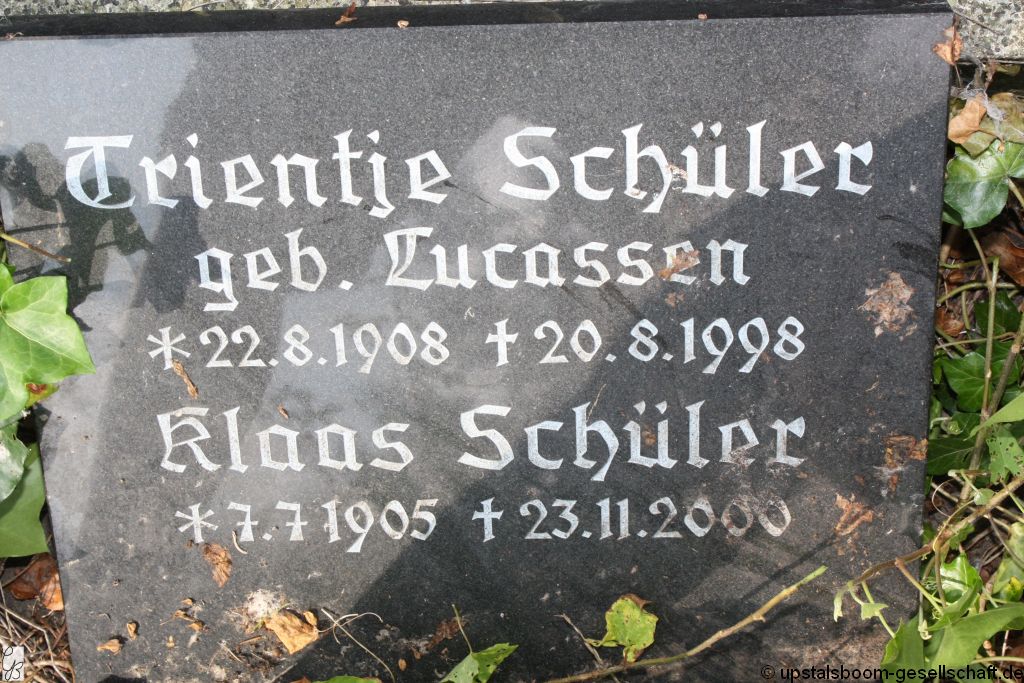 Trientje Schüler
geb. Lucassen
*22.8.1908 †20.8.1998
Klaas Schüler
*7.7.1905 †23.11.2000
© upstalsboom-gesellschaft.de